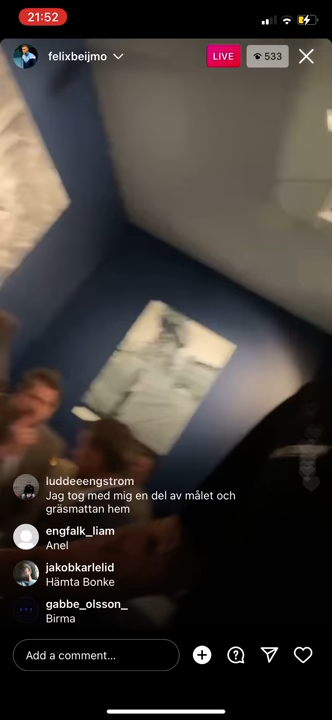 21:52
felixbeijmo
LIVE
533
luddeeengstrom
Jag tog med mig en del av målet och
gräsmattan hem
engfalk_liam
Anel
jakobkarlelid
Hämta Bonke
gabbe_olsson_
Birma
Add a comment...